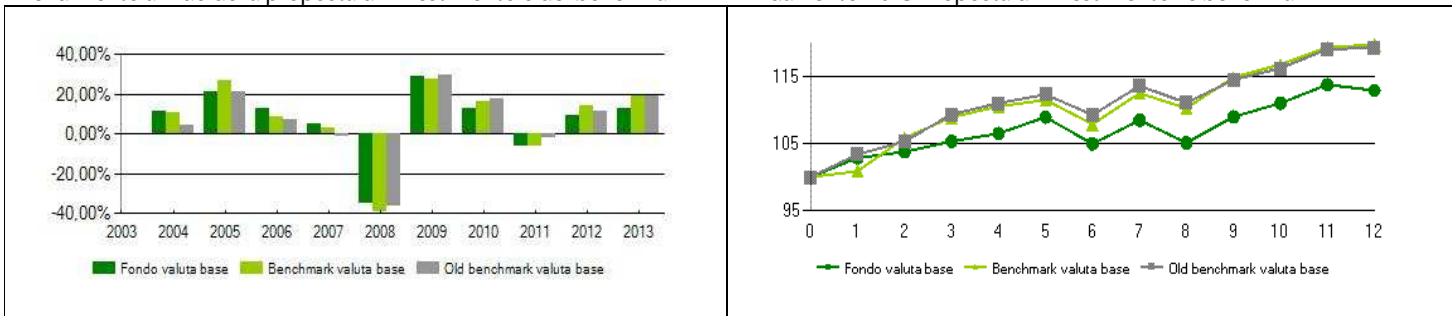 40,00%
20,00%
0,00%
-20,00%
-40,00%
2003 2004 2005 2006 2007 2008 2009 2010 2011 2012 2013
Fondo valuta base Benchmark valuta base Old benchmark valuta base
115
105
95
0 1 2 3 4 5 6 7 8 9 10 11 12
Fondo valuta base Benchmark valuta base Old benchmark valuta base